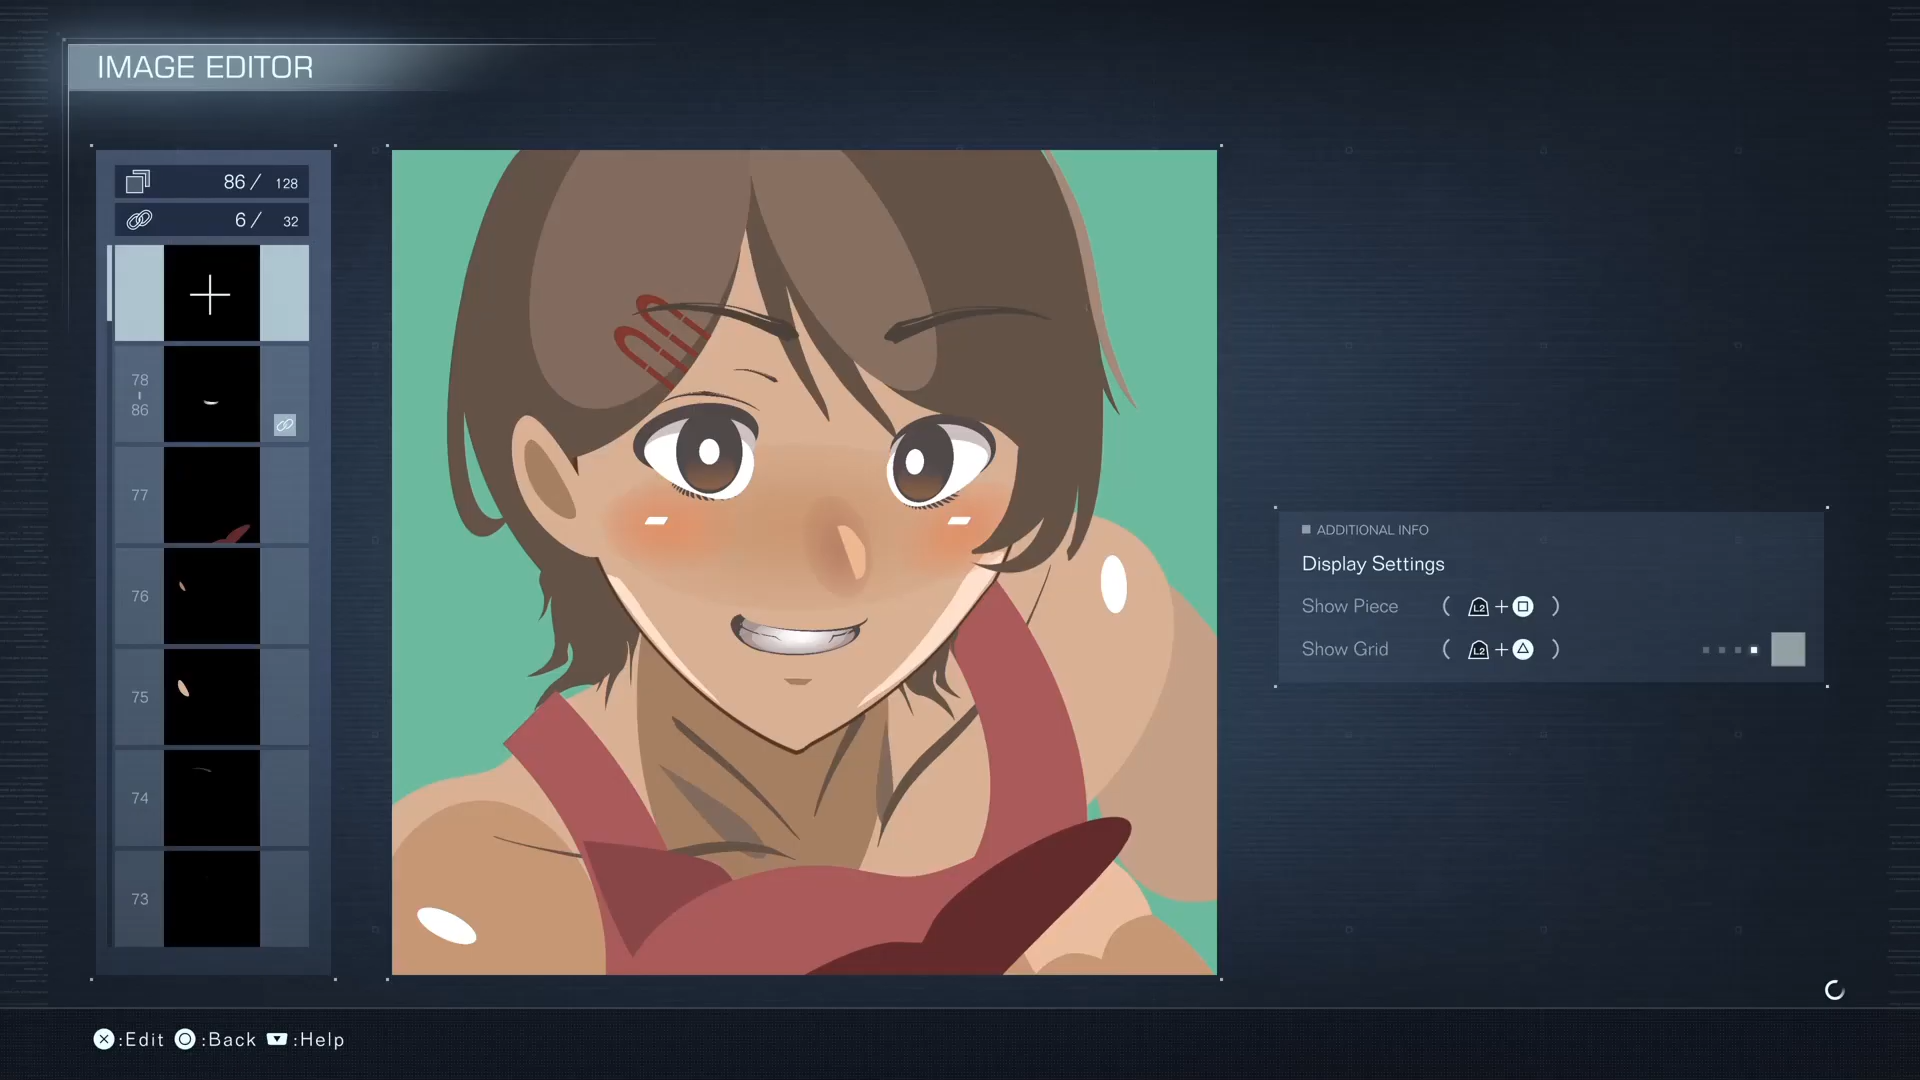 IMAGE EDITOR
86 / 128
6 / 32
78
86
77
76
75
74
73
ADDITIONAL INFO
Display Settings
Show Piece ( L2 + □ )
Show Grid ( L2 + △ )
:Edit :Back :Help